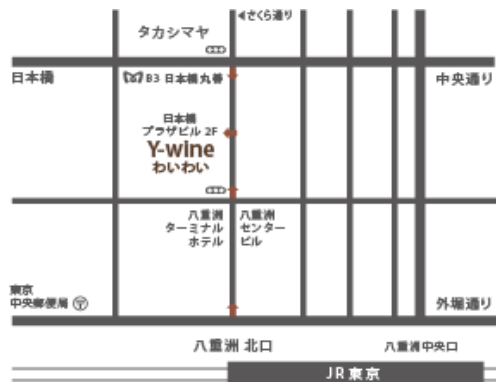 ◀さくら通り
タカシマヤ
日本橋
B3 日本橋丸善
中央通り
日本橋
プラザビル 2F
Y-wine
わいわい
八重洲
ターミナル
ホテル
八重洲
センター
ビル
東京
中央郵便局 〒
外堀通り
八重洲 北口
八重洲中央口
JR 東京